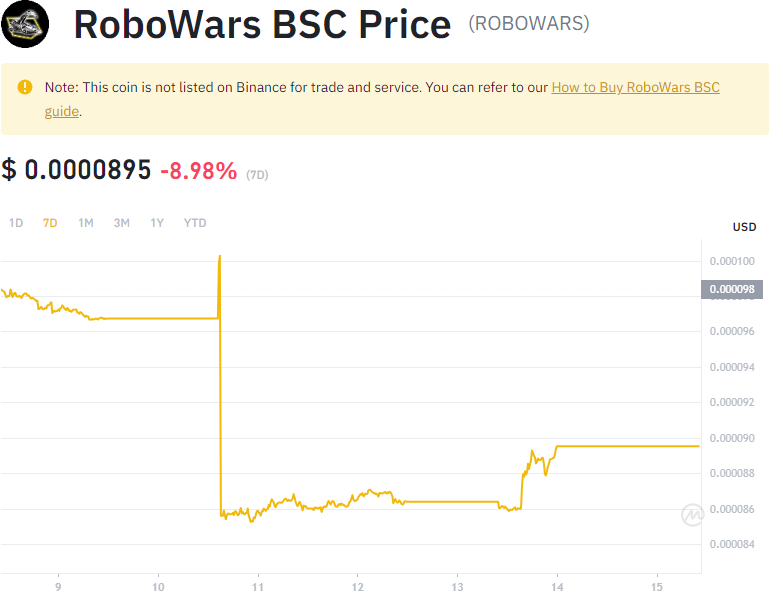 RoboWars BSC Price (ROBOWARS)
Note: This coin is not listed on Binance for trade and service. You can refer to our How to Buy RoboWars BSC
guide.
$ 0.0000895 -8.98% (7D)
1D 7D 1M 3M 1Y YTD
USD
0.000100
0.000098
0.000096
0.000094
0.000092
0.000090
0.000088
0.000086
0.000084
9 10 11 12 13 14 15